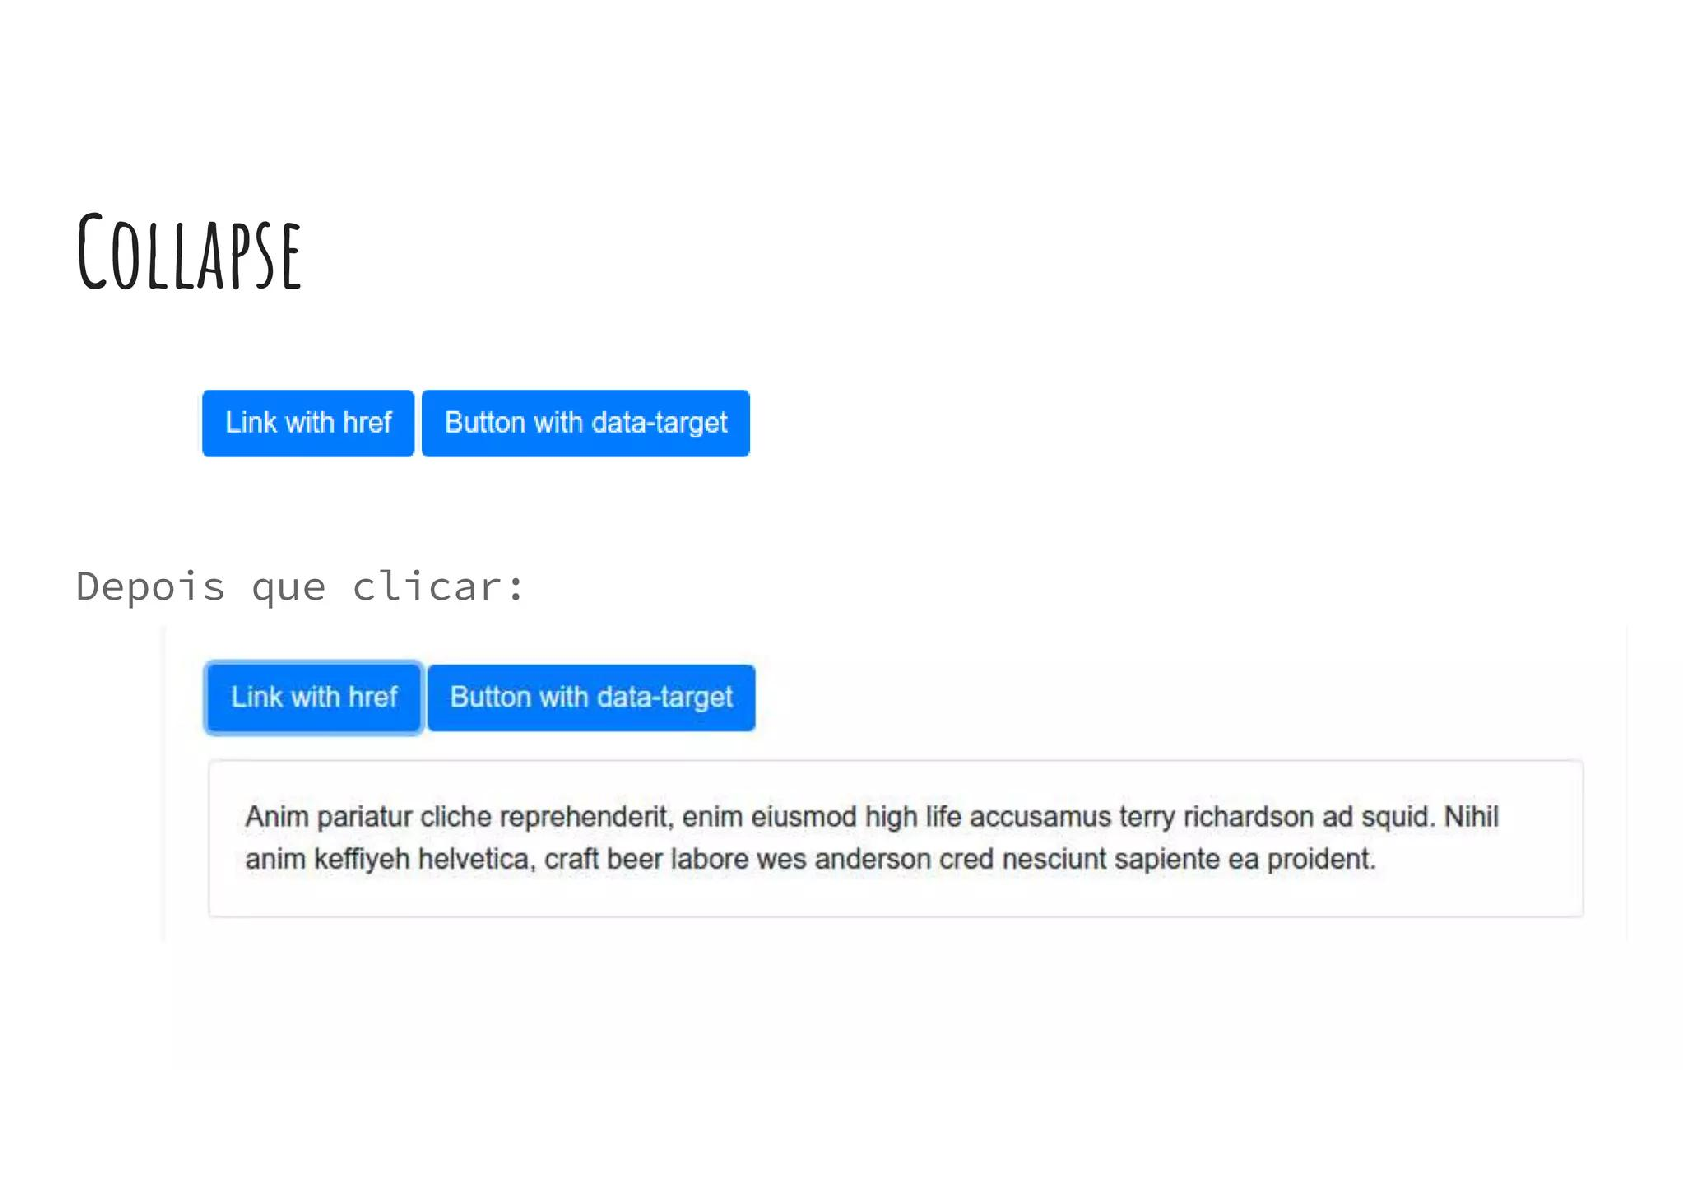 COLLAPSE
Link with href Button with data-target
Depois que clicar:
Link with href Button with data-target
Anim pariatur cliche reprehenderit, enim eiusmod high life accusamus terry richardson ad squid. Nihil
anim keffiyeh helvetica, craft beer labore wes anderson cred nesciunt sapiente ea proident.